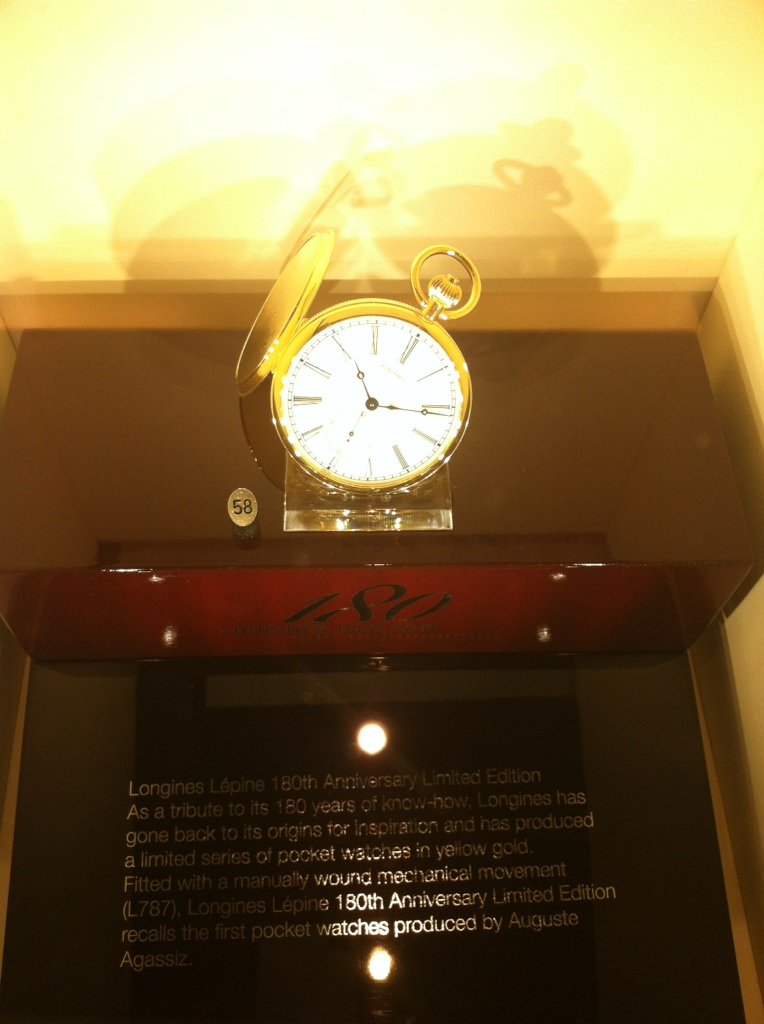 58
180
Longines Lépine 180th Anniversary Limited Edition
As a tribute to its 180 years of know-how, Longines has
gone back to its origins for inspiration and has produced
a limited series of pocket watches in yellow gold.
Fitted with a manually wound mechanical movement
(L787), Longines Lépine 180th Anniversary Limited Edition
recalls the first pocket watches produced by Auguste
Agassiz.